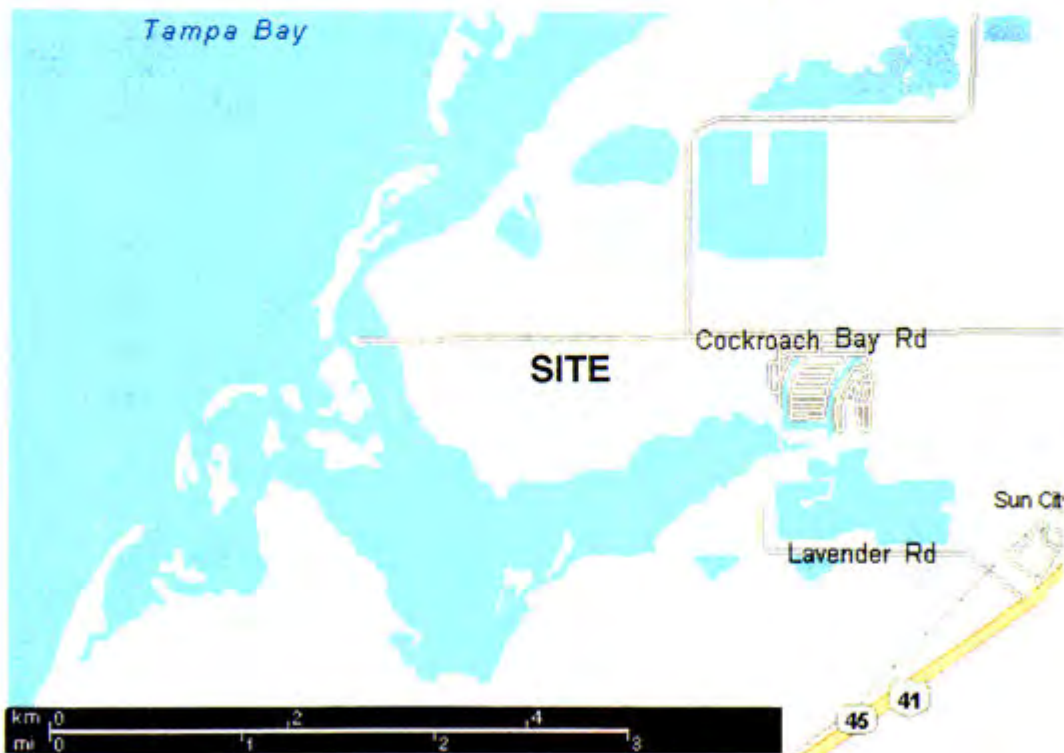 Tampa Bay
Cockroach Bay Rd
SITE
Sun City
Lavender Rd
41
45
km 0 2 4
mi 0 1 2 3